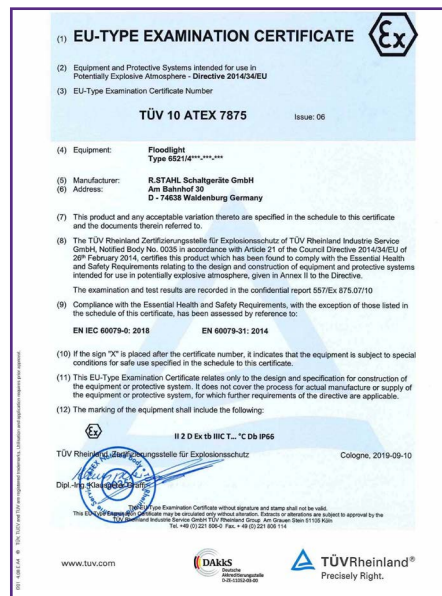 (1) EU-TYPE EXAMINATION CERTIFICATE
(2) Equipment and Protective Systems intended for use in
Potentially Explosive Atmosphere - Directive 2014/34/EU
(3) EU-Type Examination Certificate Number
TÜV 10 ATEX 7875 Issue: 06
(4) Equipment: Floodlight
Type 6521/4***-***-***
(5) Manufacturer: R.STAHL Schaltgeräte GmbH
(6) Address: Am Bahnhof 30
D - 74638 Waldenburg Germany
(7) This product and any acceptable variation thereto are specified in the schedule to this certificate
and the documents therein referred to.
(8) The TÜV Rheinland Zertifizierungsstelle für Explosionsschutz of TÜV Rheinland Industrie Service
GmbH, Notified Body No. 0035 in accordance with Article 21 of the Council Directive 2014/34/EU of
26th February 2014, certifies this product which has been found to comply with the Essential Health
and Safety Requirements relating to the design and construction of equipment and protective systems
intended for use in potentially explosive atmosphere, given in Annex II to the Directive.
The examination and test results are recorded in the confidential report 557/Ex 875.07/10
(9) Compliance with the Essential Health and Safety Requirements, with the exception of those listed in
the schedule of this certificate, has been assessed by reference to:
EN IEC 60079-0: 2018 EN 60079-31: 2014
(10) If the sign "X" is placed after the certificate number, it indicates that the equipment is subject to special
conditions for safe use specified in the schedule to this certificate.
(11) This EU-Type Examination Certificate relates only to the design and specification for construction of
the equipment or protective system. It does not cover the process for actual manufacture or supply of
the equipment or protective system, for which further requirements of the directive are applicable.
(12) The marking of the equipment shall include the following:
II 2 D Ex tb IIIC T... °C Db IP66
TÜV Rheinland Zertifizierungsstelle für Explosionsschutz Cologne, 2019-09-10
Dipl.-Ing. Klauspeter Graffi
This EU-Type Examination Certificate without signature and stamp shall not be valid.
This EU-Type Examination Certificate may be circulated only without alteration. Extracts or alterations are subject to approval by the
TÜV Rheinland Industrie Service GmbH TÜV Rheinland Group Am Grauen Stein 51105 Köln
Tel. +49 (0) 221 806-0 Fax. + 49 (0) 221 806 114
www.tuv.com
DAkkS
Deutsche
Akkreditierungsstelle
D-ZE-11052-03-00
TÜVRheinland®
Precisely Right.
® TÜV, TUEV and TUV are registered trademarks. Utilisation and application requires prior approval.